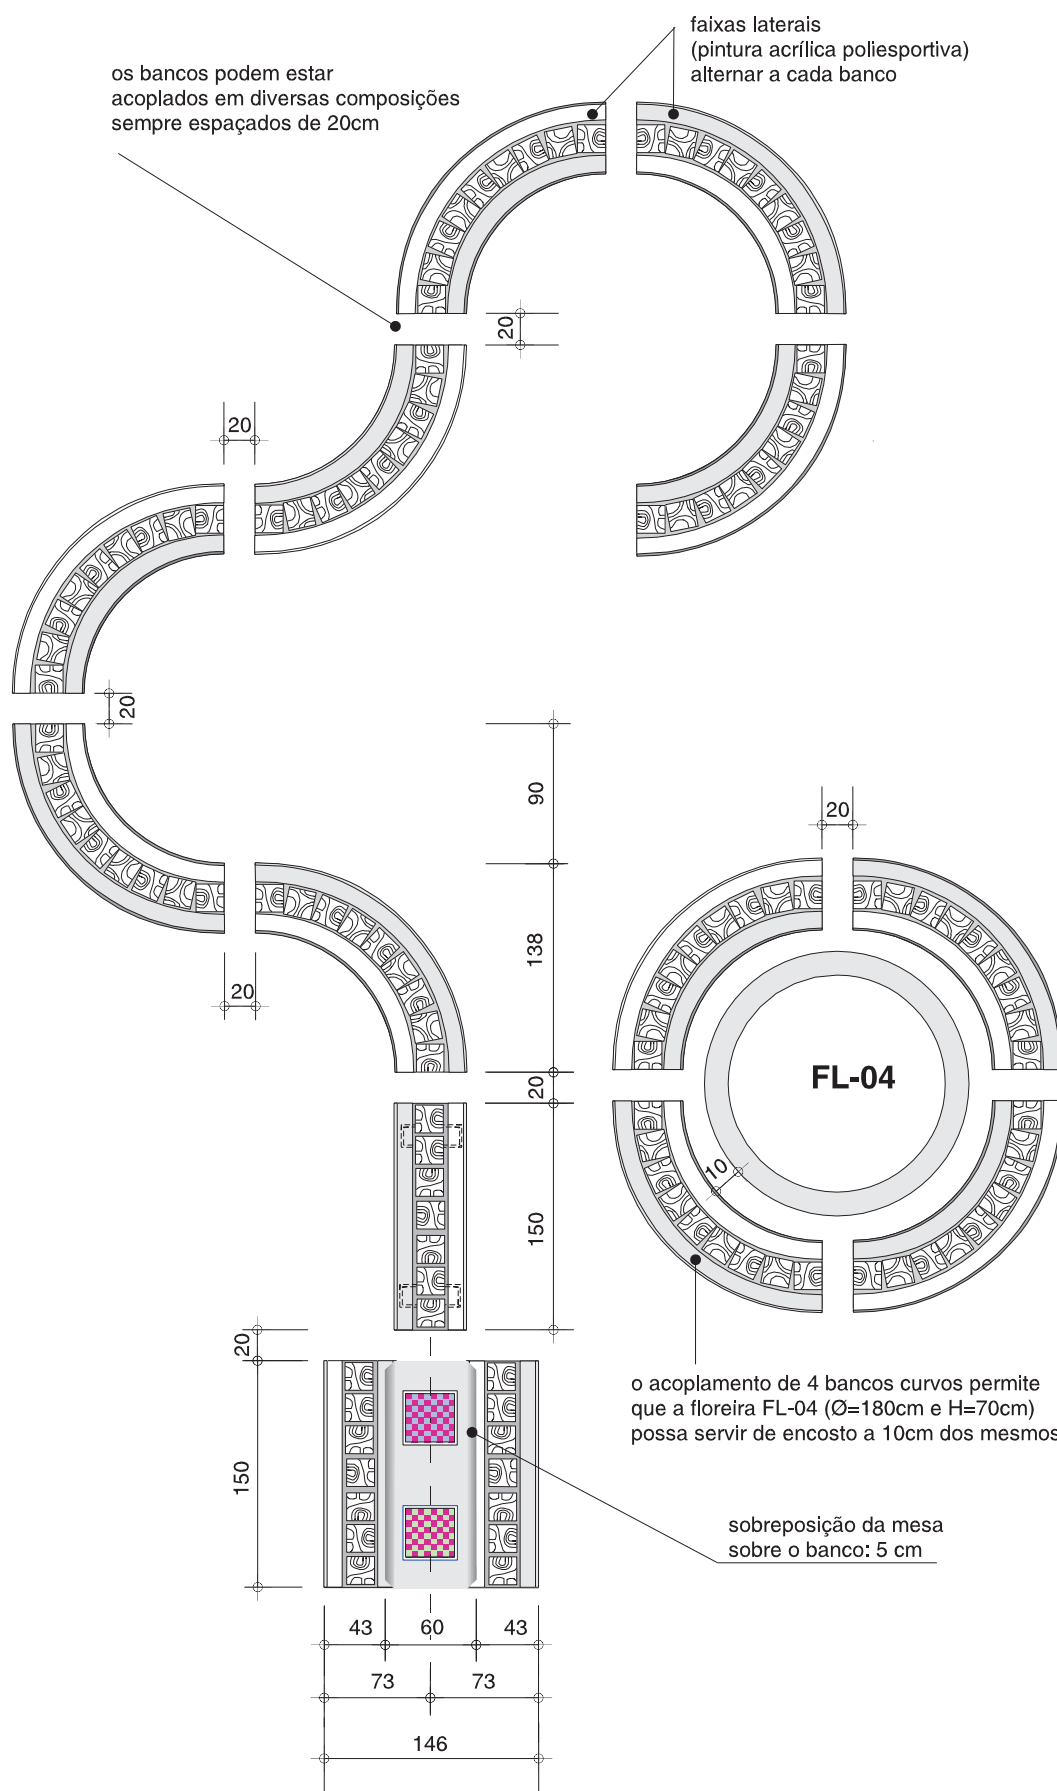 faixas laterais
(pintura acrílica poliesportiva)
alternar a cada banco
os bancos podem estar
acoplados em diversas composições
sempre espaçados de 20cm
20
20
20
90
20
138
20
FL-04
20
10
150
20
o acoplamento de 4 bancos curvos permite
que a floreira FL-04 (Ø=180cm e H=70cm)
possa servir de encosto a 10cm dos mesmos
150
sobreposição da mesa
sobre o banco: 5 cm
43 60 43
73 73
146